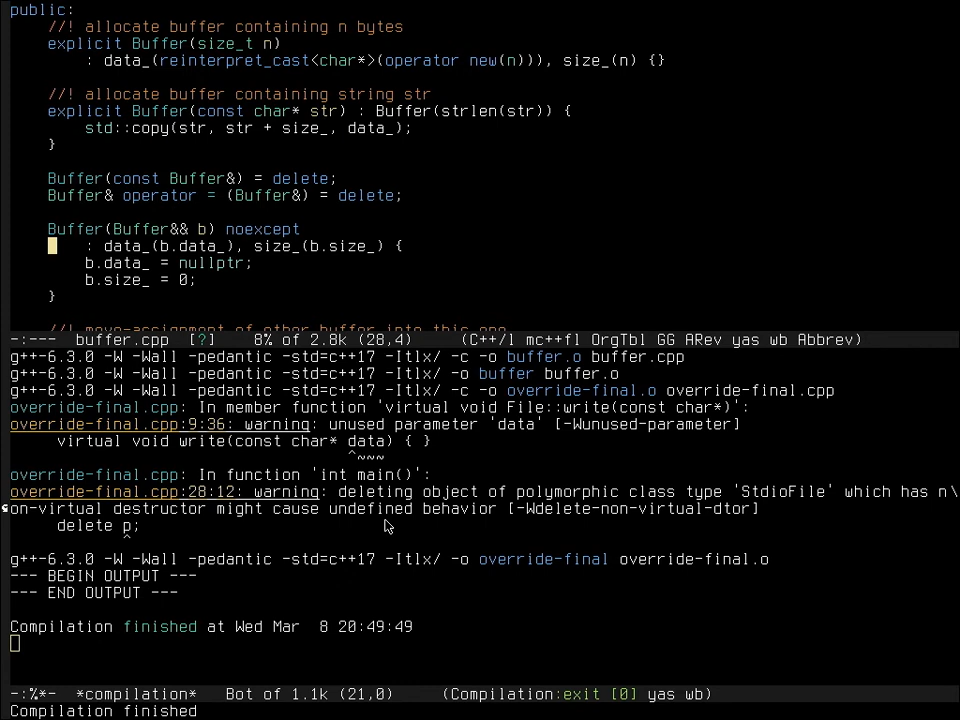 public:
    //! allocate buffer containing n bytes
    explicit Buffer(size_t n)
        : data_(reinterpret_cast<char*>(operator new(n))), size_(n) {}

    //! allocate buffer containing string str
    explicit Buffer(const char* str) : Buffer(strlen(str)) {
        std::copy(str, str + size_, data_);
    }

    Buffer(const Buffer&) = delete;
    Buffer& operator = (Buffer&) = delete;

    Buffer(Buffer&& b) noexcept
        : data_(b.data_), size_(b.size_) {
        b.data_ = nullptr;
        b.size_ = 0;
    }

    //! move-assignment of other buffer into this one
-:---  buffer.cpp  [?]   8% of 2.8k (28,4)     (C++/l mc++fl OrgTbl GG ARev yas wb Abbrev)
g++-6.3.0 -W -Wall -pedantic -std=c++17 -Itlx/ -c -o buffer.o buffer.cpp
g++-6.3.0 -W -Wall -pedantic -std=c++17 -Itlx/ -o buffer buffer.o
g++-6.3.0 -W -Wall -pedantic -std=c++17 -Itlx/ -c -o override-final.o override-final.cpp
override-final.cpp: In member function 'virtual void File::write(const char*)':
override-final.cpp:9:36: warning: unused parameter 'data' [-Wunused-parameter]
     virtual void write(const char* data) { }
                                    ^~~~
override-final.cpp: In function 'int main()':
override-final.cpp:28:12: warning: deleting object of polymorphic class type 'StdioFile' which has n\
on-virtual destructor might cause undefined behavior [-Wdelete-non-virtual-dtor]
     delete p;
            ^
g++-6.3.0 -W -Wall -pedantic -std=c++17 -Itlx/ -o override-final override-final.o
--- BEGIN OUTPUT ---
--- END OUTPUT ---

Compilation finished at Wed Mar  8 20:49:49

-:%*-  *compilation*   Bot of 1.1k (21,0)     (Compilation:exit [0] yas wb)
Compilation finished